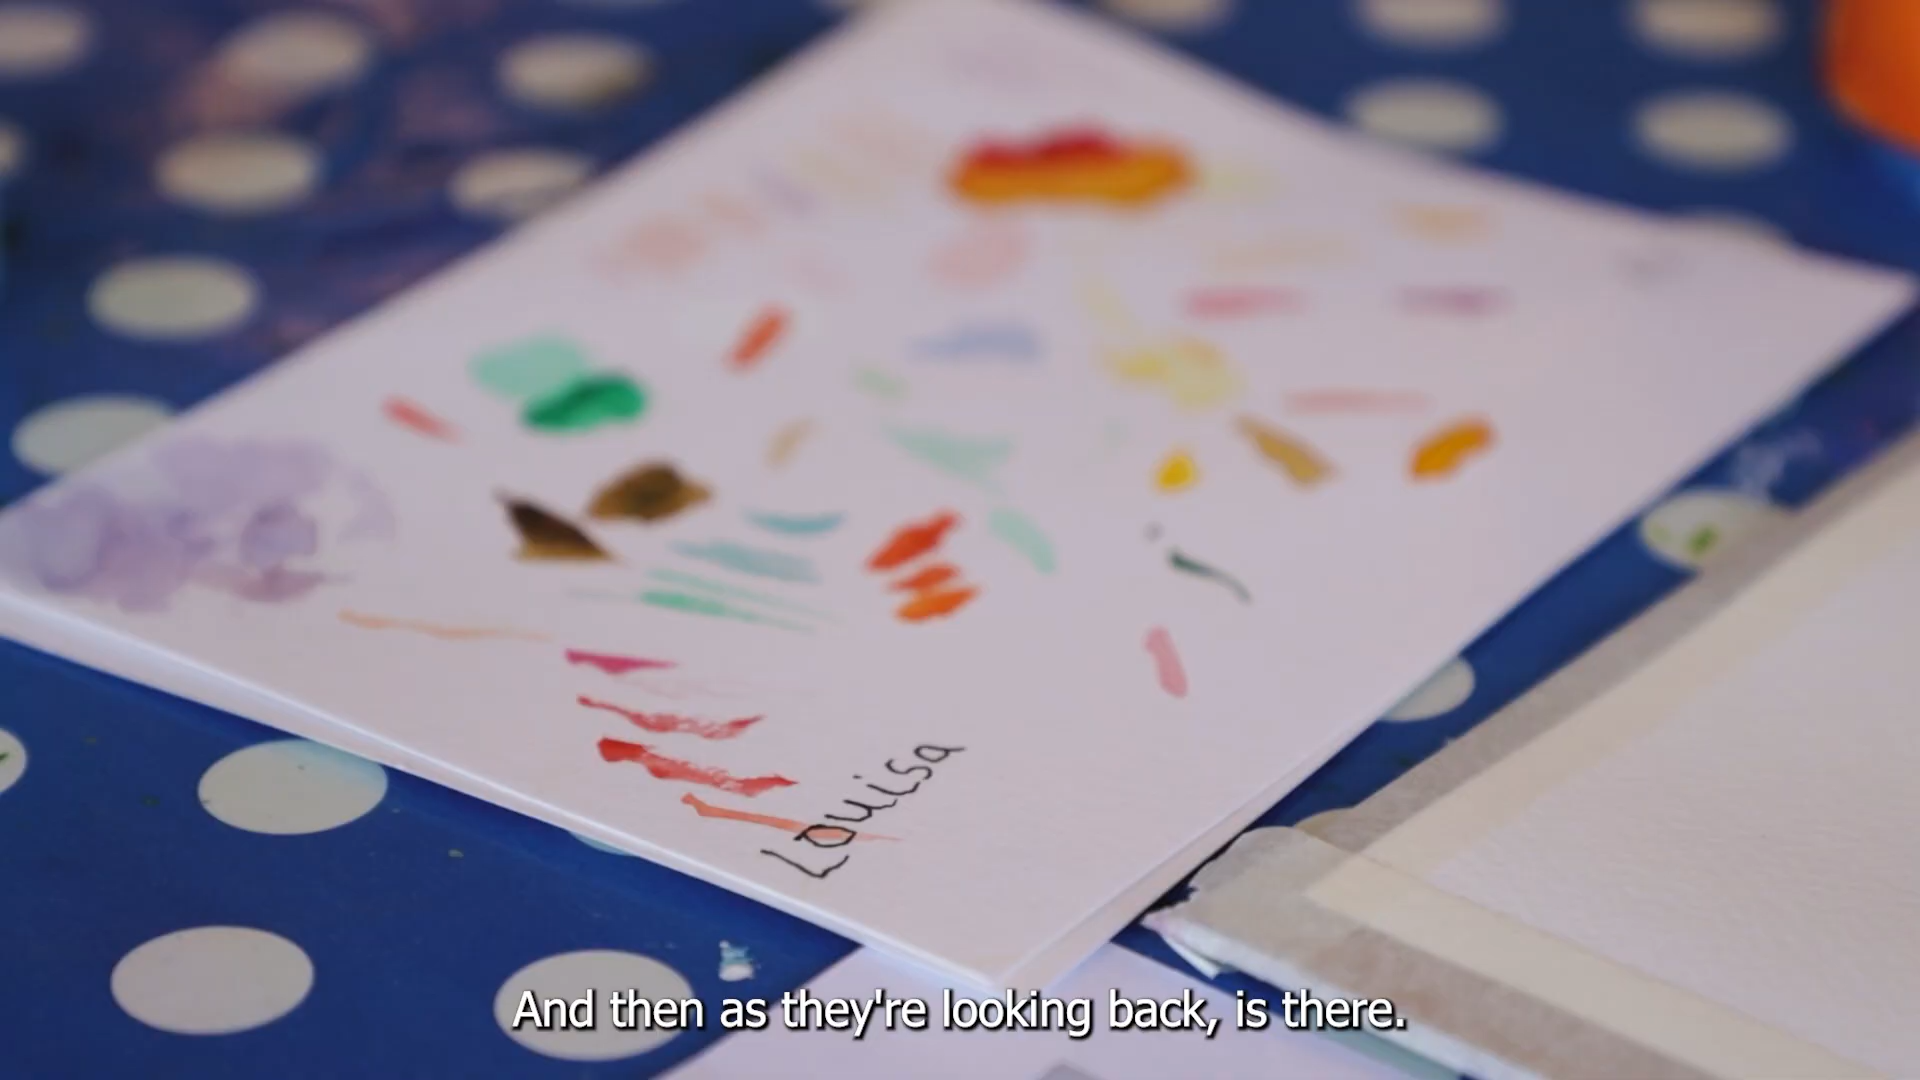 Louisa
And then as they're looking back, is there.